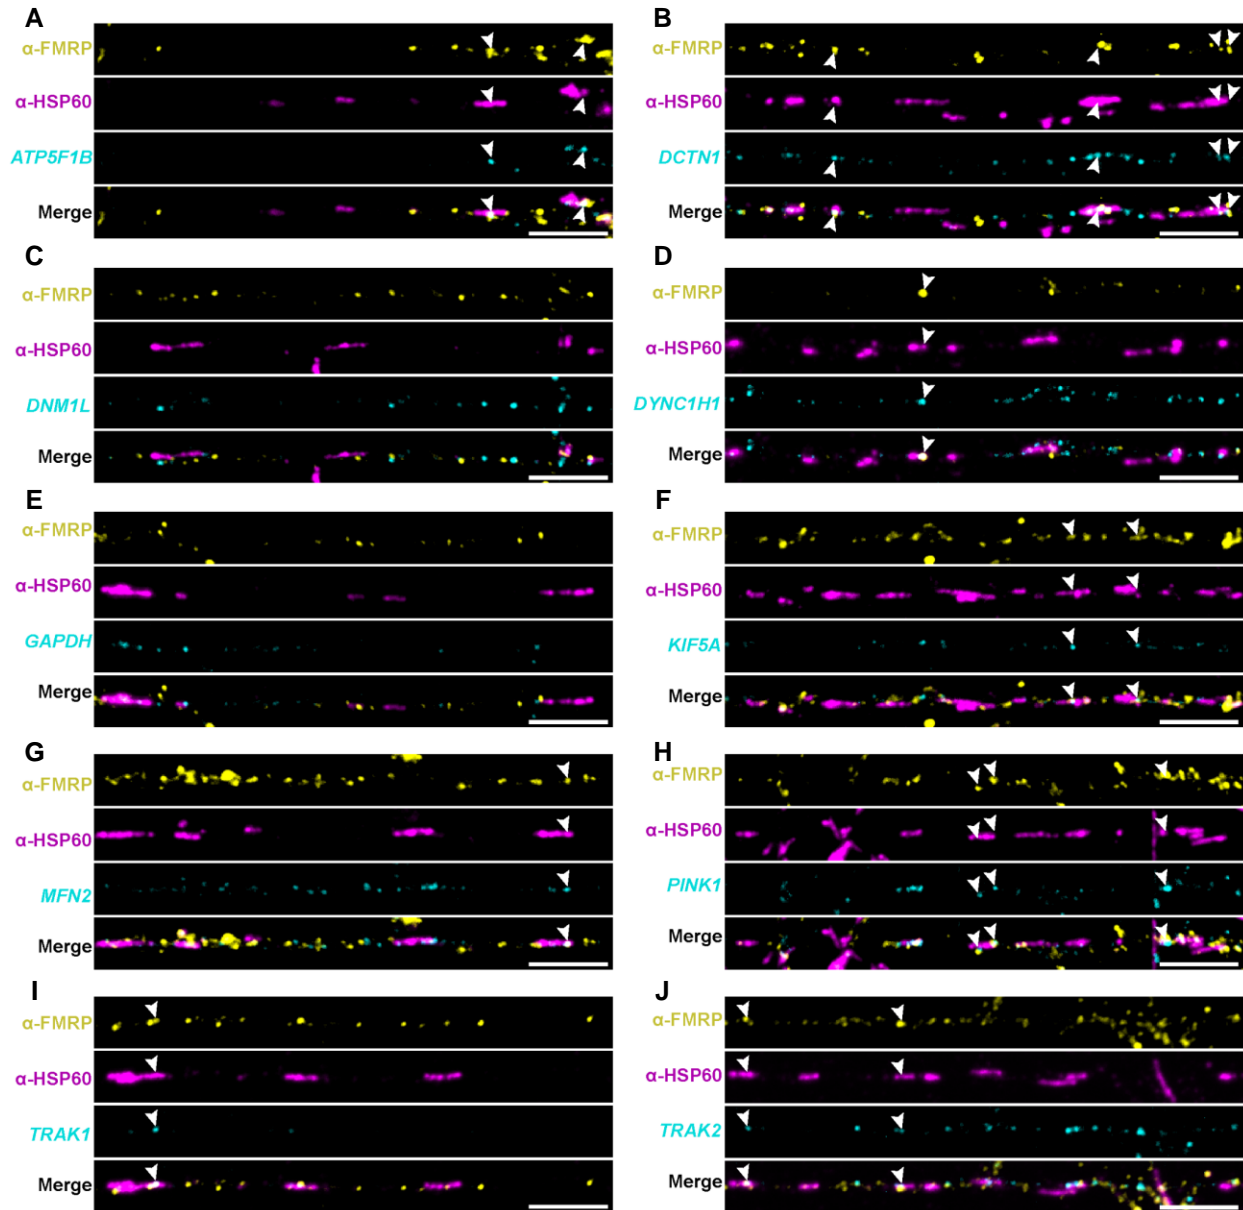 A
α-FMRP
α-HSP60
ATP5F1B
Merge
B
α-FMRP
α-HSP60
DCTN1
Merge
C
α-FMRP
α-HSP60
DNM1L
Merge
D
α-FMRP
α-HSP60
DYNC1H1
Merge
E
α-FMRP
α-HSP60
GAPDH
Merge
F
α-FMRP
α-HSP60
KIF5A
Merge
G
α-FMRP
α-HSP60
MFN2
Merge
H
α-FMRP
α-HSP60
PINK1
Merge
I
α-FMRP
α-HSP60
TRAK1
Merge
J
α-FMRP
α-HSP60
TRAK2
Merge